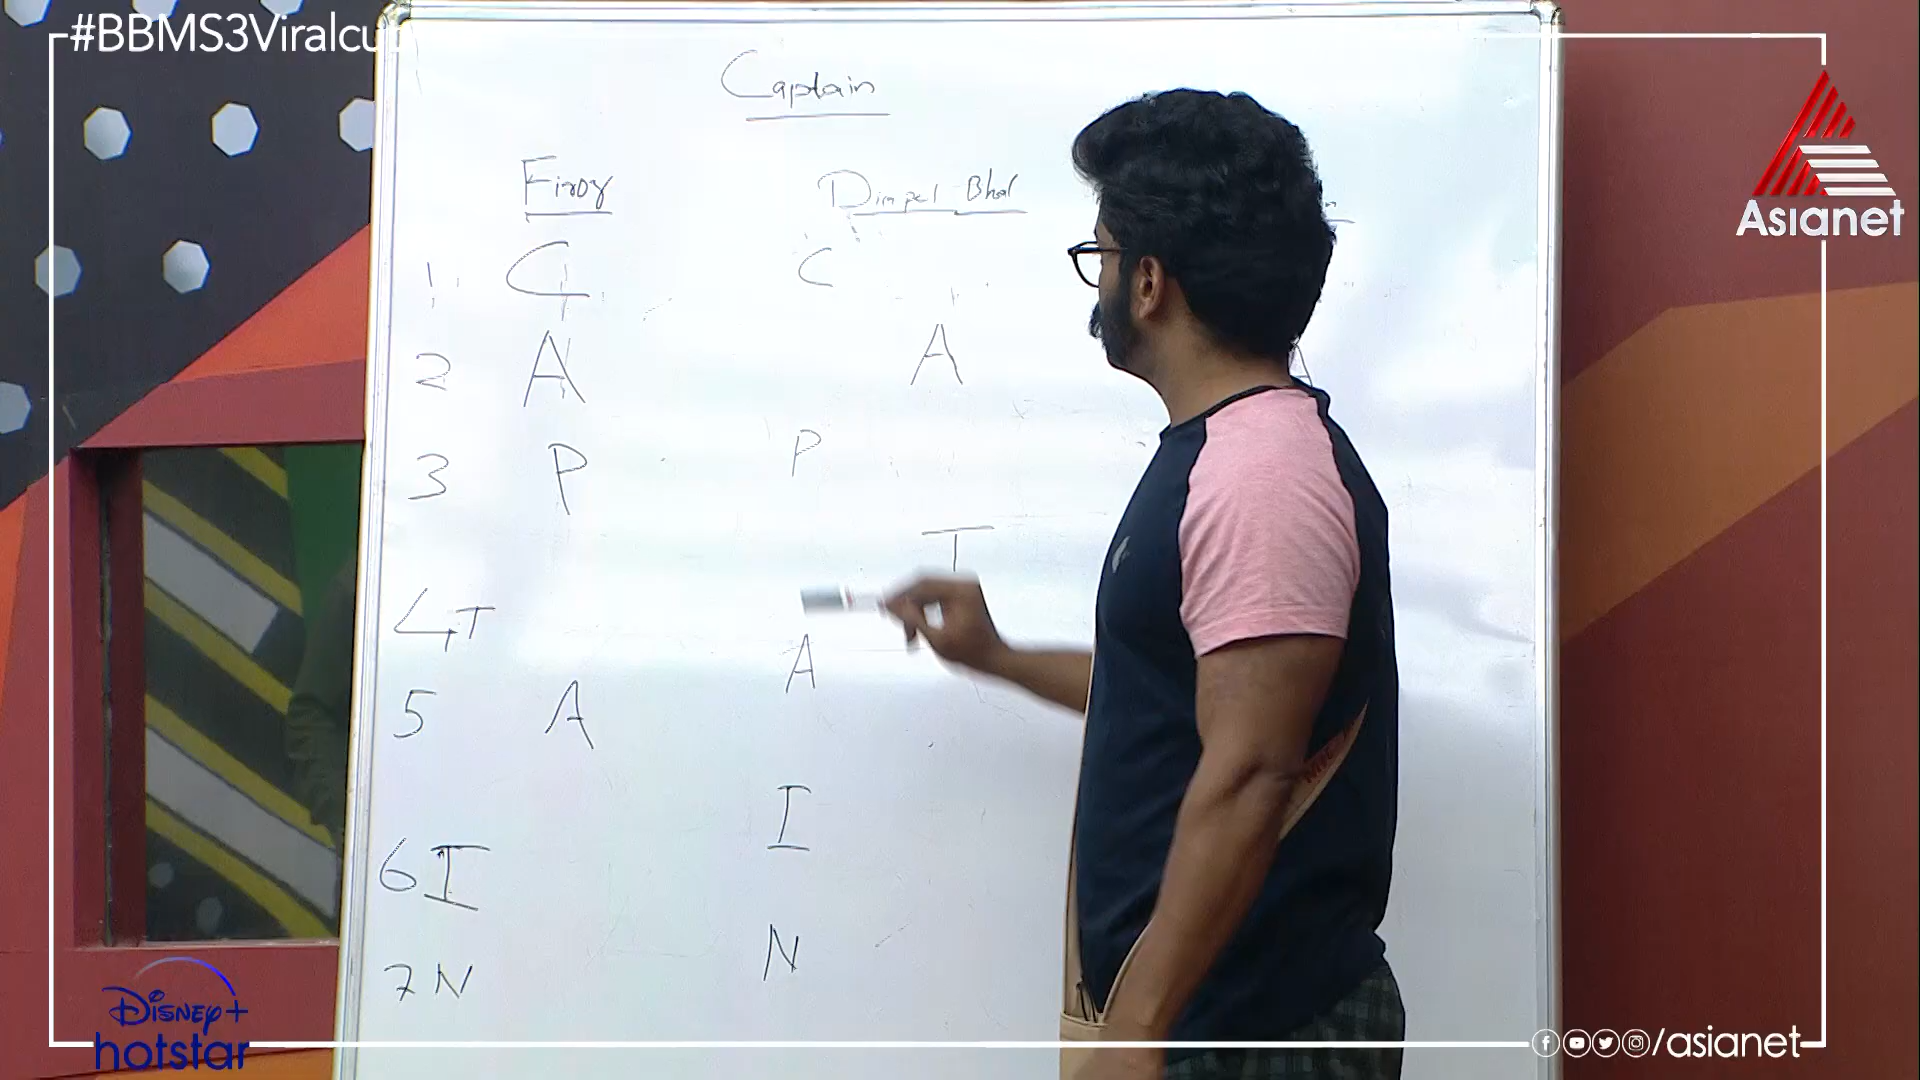 #BBMS3Viralcu
Captain
Firoz Dimpel Bhal
1 C C
2 A A A
3 P P
T
4 T
A
5 A
I
6 I
N
7 N
Asianet
Disney+
hotstar
/asianet